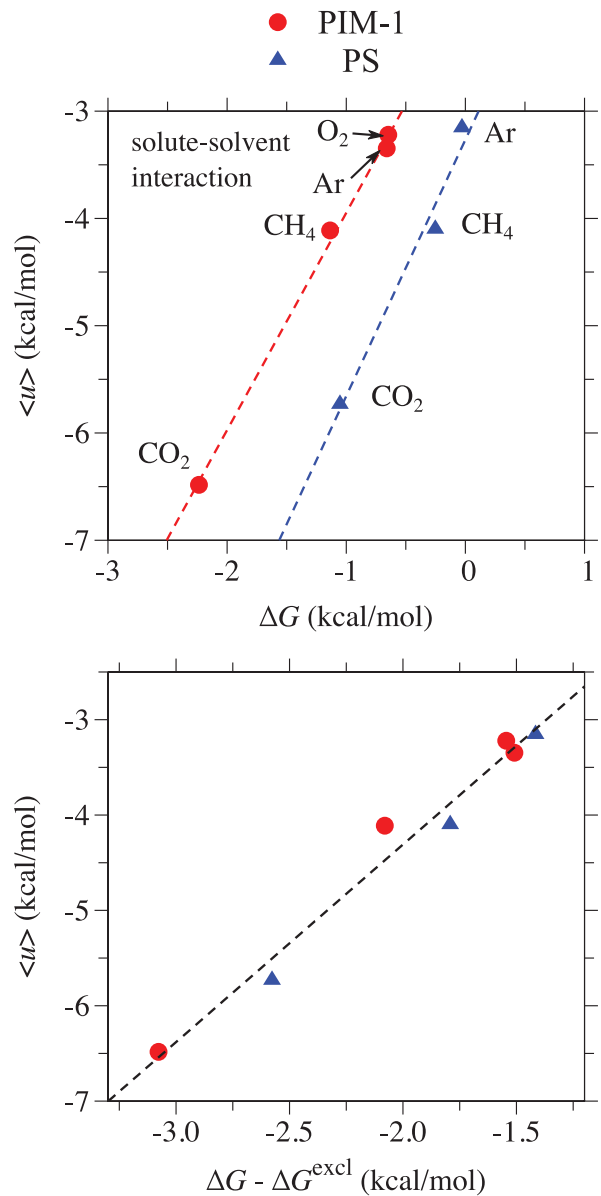 PIM-1
PS
-3
-4
-5
-6
-7
<u> (kcal/mol)
solute-solvent
interaction
O₂
Ar
Ar
CH₄
CH₄
CO₂
CO₂
-3
-2
-1
0
1
ΔG (kcal/mol)
-3
-4
-5
-6
-7
<u> (kcal/mol)
-3.0
-2.5
-2.0
-1.5
ΔG - ΔG^excl (kcal/mol)